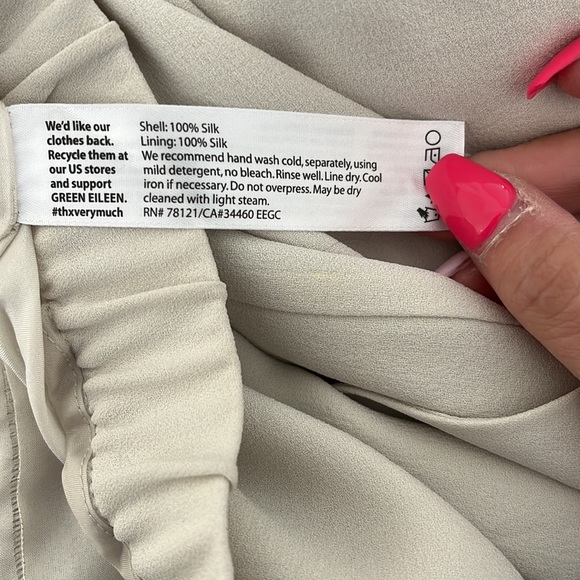 We'd like our
clothes back.
Recycle them at
our US stores
and support
GREEN EILEEN.
#thxverymuch
Shell: 100% Silk
Lining: 100% Silk
We recommend hand wash cold, separately, using
mild detergent, no bleach. Rinse well. Line dry. Cool
iron if necessary. Do not overpress. May be dry
cleaned with light steam.
RN# 78121/CA#34460 EEGC